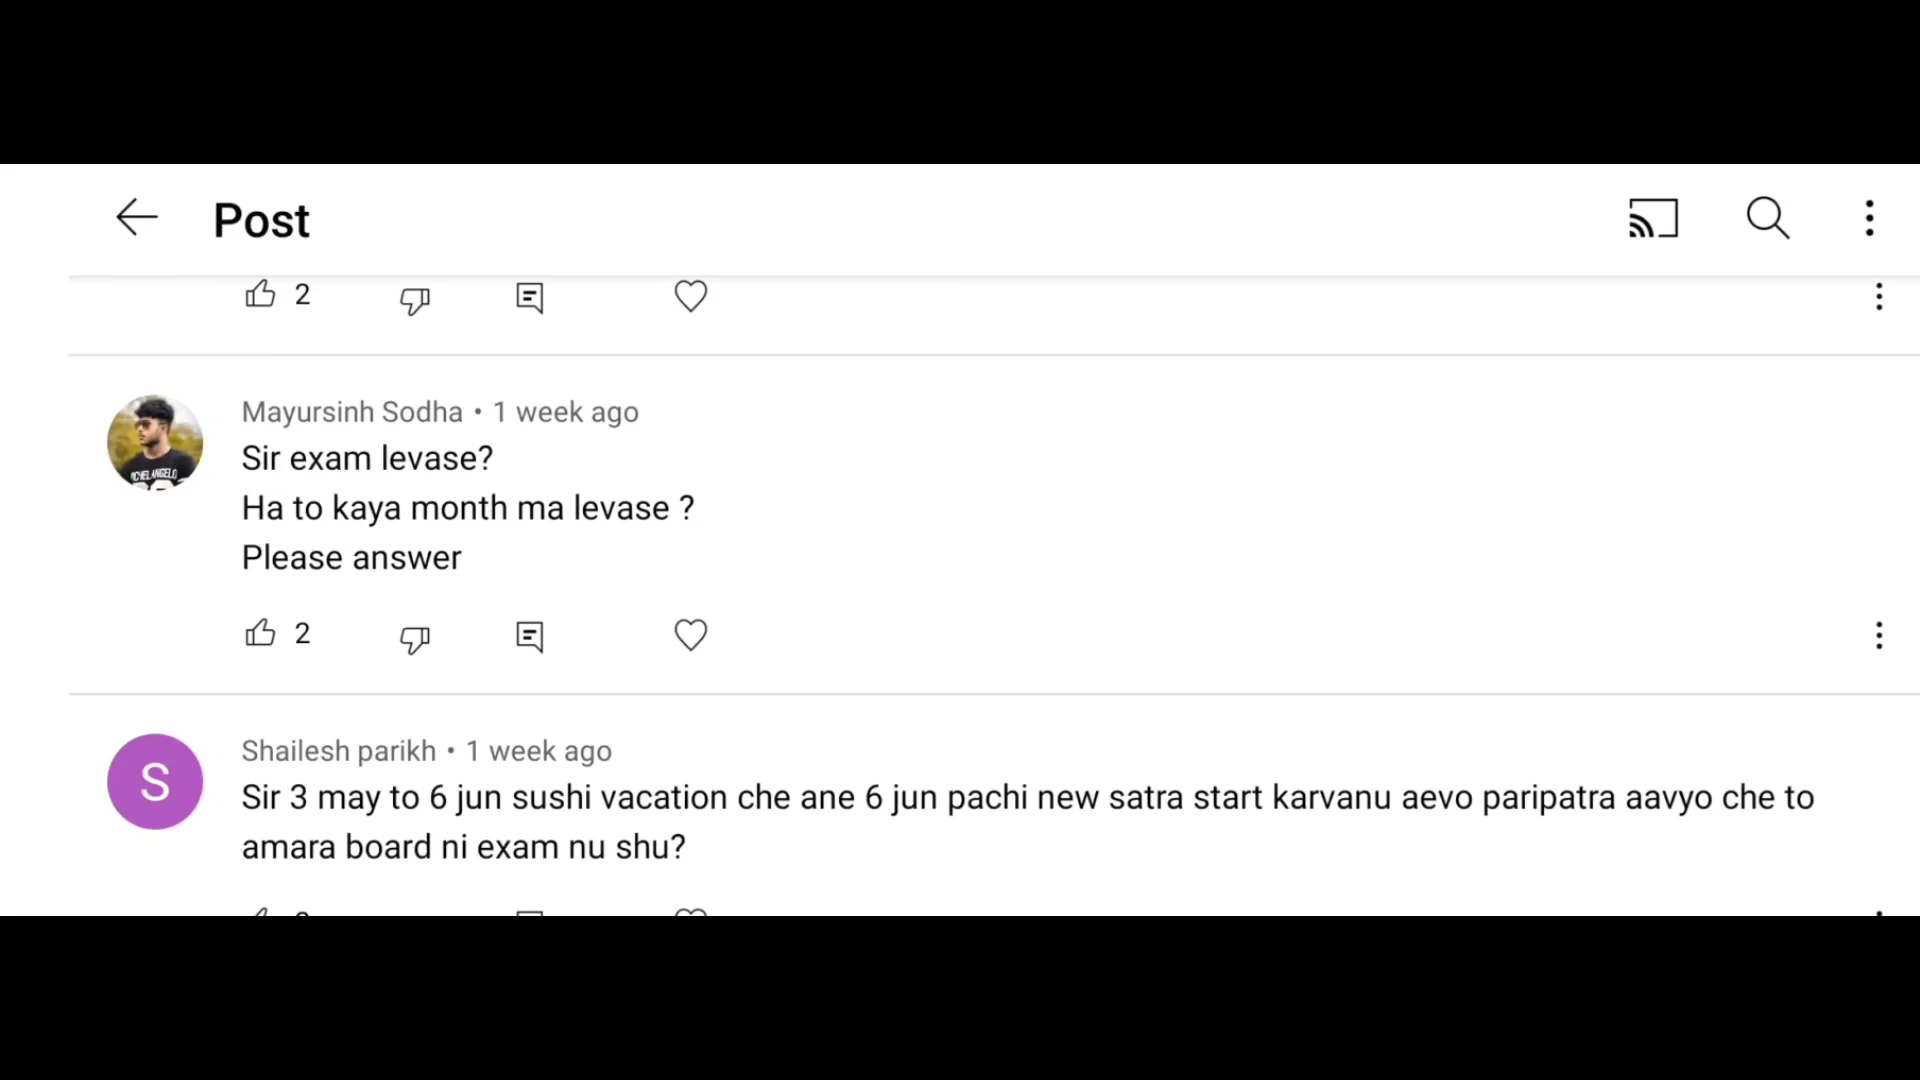 Post
2
Mayursinh Sodha • 1 week ago
Sir exam levase?
Ha to kaya month ma levase ?
Please answer
2
Shailesh parikh • 1 week ago
Sir 3 may to 6 jun sushi vacation che ane 6 jun pachi new satra start karvanu aevo paripatra aavyo che to
amara board ni exam nu shu?
S